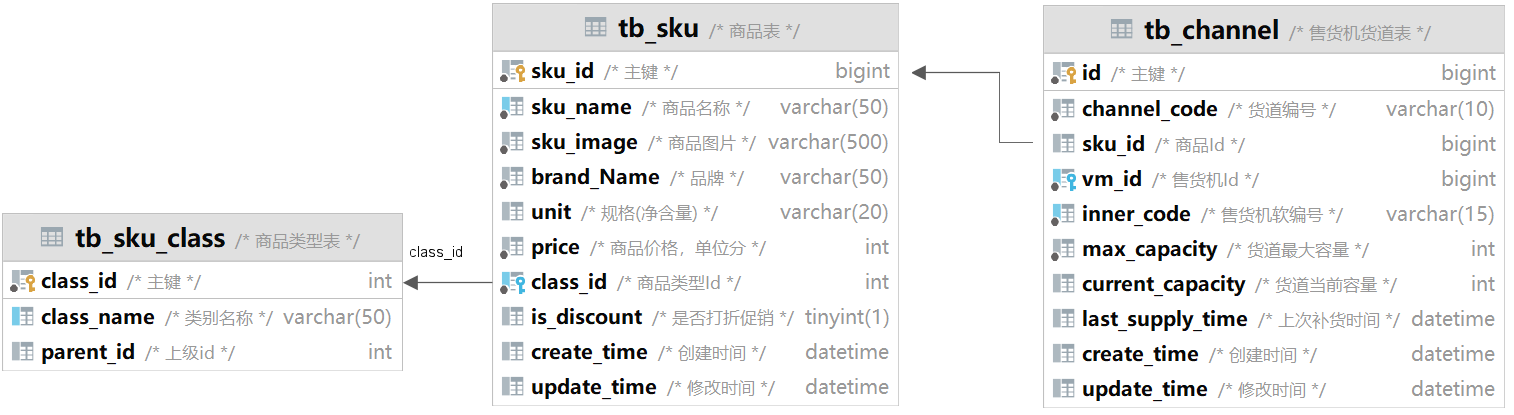 tb_sku_class /* 商品类型表 */
class_id /* 主键 */ int
class_name /* 类别名称 */ varchar(50)
parent_id /* 上级id */ int
class_id
tb_sku /* 商品表 */
sku_id /* 主键 */ bigint
sku_name /* 商品名称 */ varchar(50)
sku_image /* 商品图片 */ varchar(500)
brand_Name /* 品牌 */ varchar(50)
unit /* 规格(净含量) */ varchar(20)
price /* 商品价格，单位分 */ int
class_id /* 商品类型Id */ int
is_discount /* 是否打折促销 */ tinyint(1)
create_time /* 创建时间 */ datetime
update_time /* 修改时间 */ datetime
tb_channel /* 售货机货道表 */
id /* 主键 */ bigint
channel_code /* 货道编号 */ varchar(10)
sku_id /* 商品Id */ bigint
vm_id /* 售货机Id */ bigint
inner_code /* 售货机软编号 */ varchar(15)
max_capacity /* 货道最大容量 */ int
current_capacity /* 货道当前容量 */ int
last_supply_time /* 上次补货时间 */ datetime
create_time /* 创建时间 */ datetime
update_time /* 修改时间 */ datetime